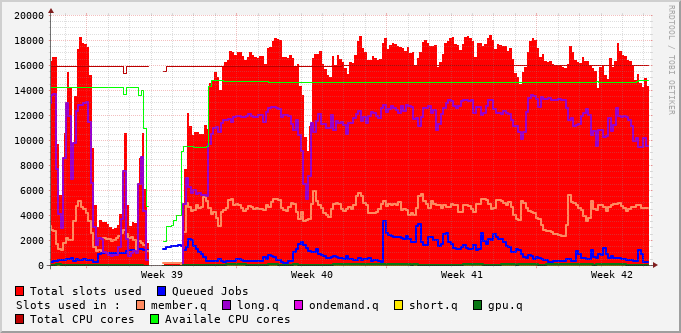 RRDTOOL / TOBI OETIKER
20000
18000
16000
14000
12000
10000
8000
6000
4000
2000
0
Week 39 Week 40 Week 41 Week 42
Total slots used Queued Jobs
Slots used in : member.q long.q ondemand.q short.q gpu.q
Total CPU cores Availale CPU cores